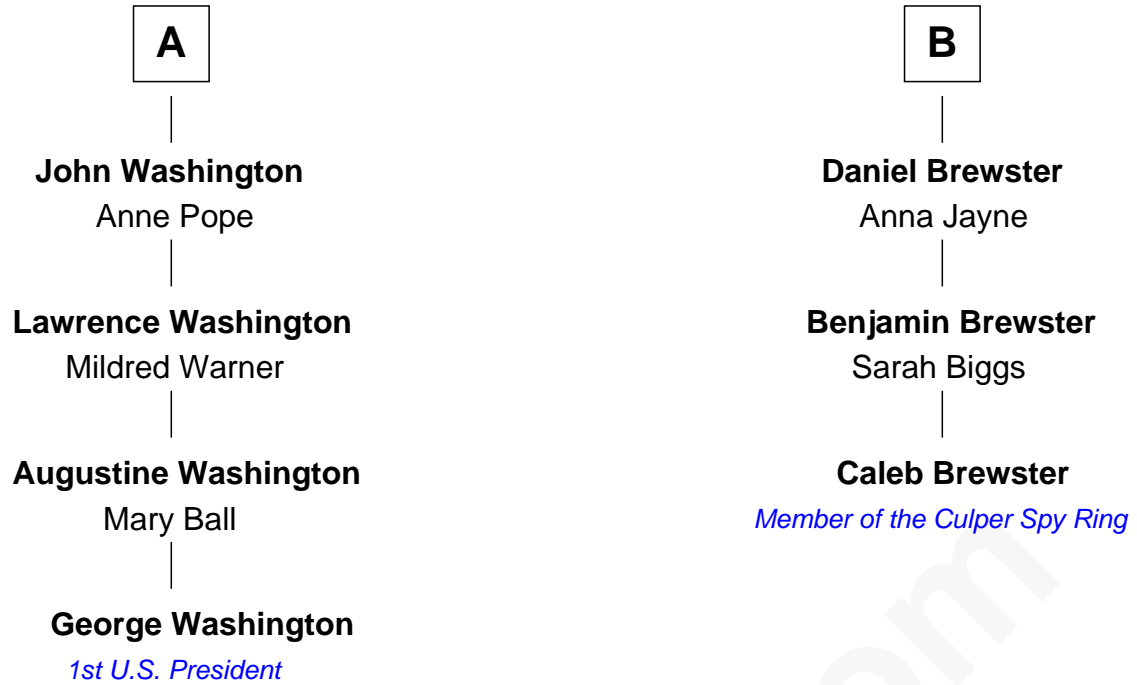 A
John Washington
Anne Pope
Lawrence Washington
Mildred Warner
Augustine Washington
Mary Ball
George Washington
1st U.S. President
B
Daniel Brewster
Anna Jayne
Benjamin Brewster
Sarah Biggs
Caleb Brewster
Member of the Culper Spy Ring
om